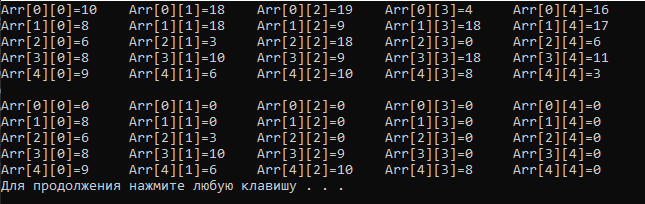 Arr[0][0]=10 Arr[0][1]=18 Arr[0][2]=19 Arr[0][3]=4 Arr[0][4]=16
Arr[1][0]=8 Arr[1][1]=18 Arr[1][2]=9 Arr[1][3]=18 Arr[1][4]=17
Arr[2][0]=6 Arr[2][1]=3 Arr[2][2]=18 Arr[2][3]=0 Arr[2][4]=6
Arr[3][0]=8 Arr[3][1]=10 Arr[3][2]=9 Arr[3][3]=18 Arr[3][4]=11
Arr[4][0]=9 Arr[4][1]=6 Arr[4][2]=10 Arr[4][3]=8 Arr[4][4]=3
Arr[0][0]=0 Arr[0][1]=0 Arr[0][2]=0 Arr[0][3]=0 Arr[0][4]=0
Arr[1][0]=8 Arr[1][1]=0 Arr[1][2]=0 Arr[1][3]=0 Arr[1][4]=0
Arr[2][0]=6 Arr[2][1]=3 Arr[2][2]=0 Arr[2][3]=0 Arr[2][4]=0
Arr[3][0]=8 Arr[3][1]=10 Arr[3][2]=9 Arr[3][3]=0 Arr[3][4]=0
Arr[4][0]=9 Arr[4][1]=6 Arr[4][2]=10 Arr[4][3]=8 Arr[4][4]=0
Для продолжения нажмите любую клавишу . . .